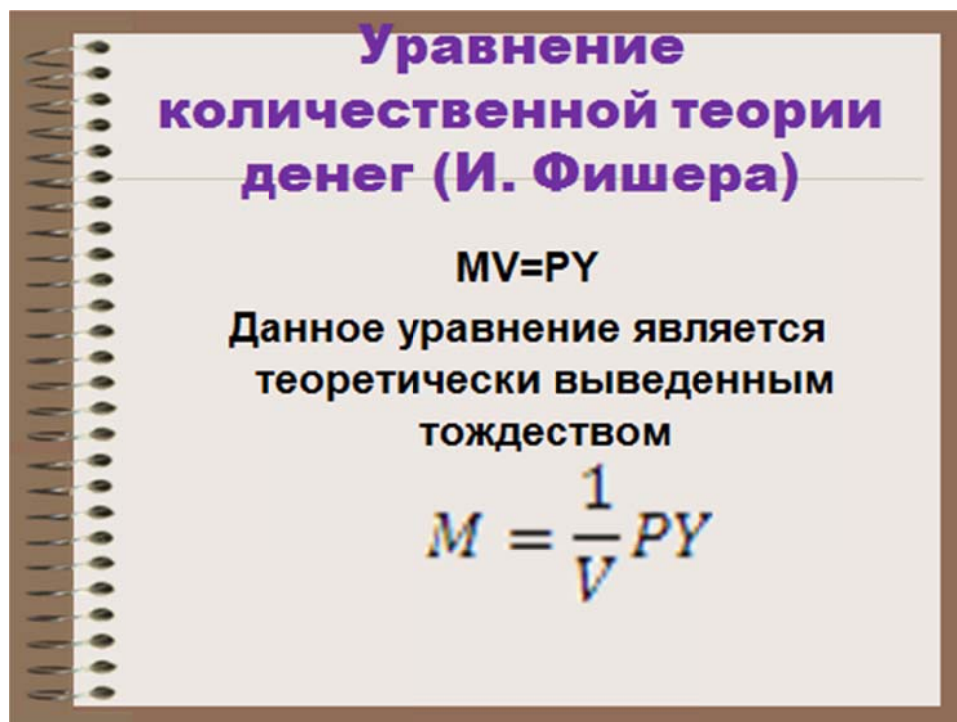 Уравнение
количественной теории
денег (И. Фишера)
MV=PY
Данное уравнение является
теоретически выведенным
тождеством
M = 1/V PY